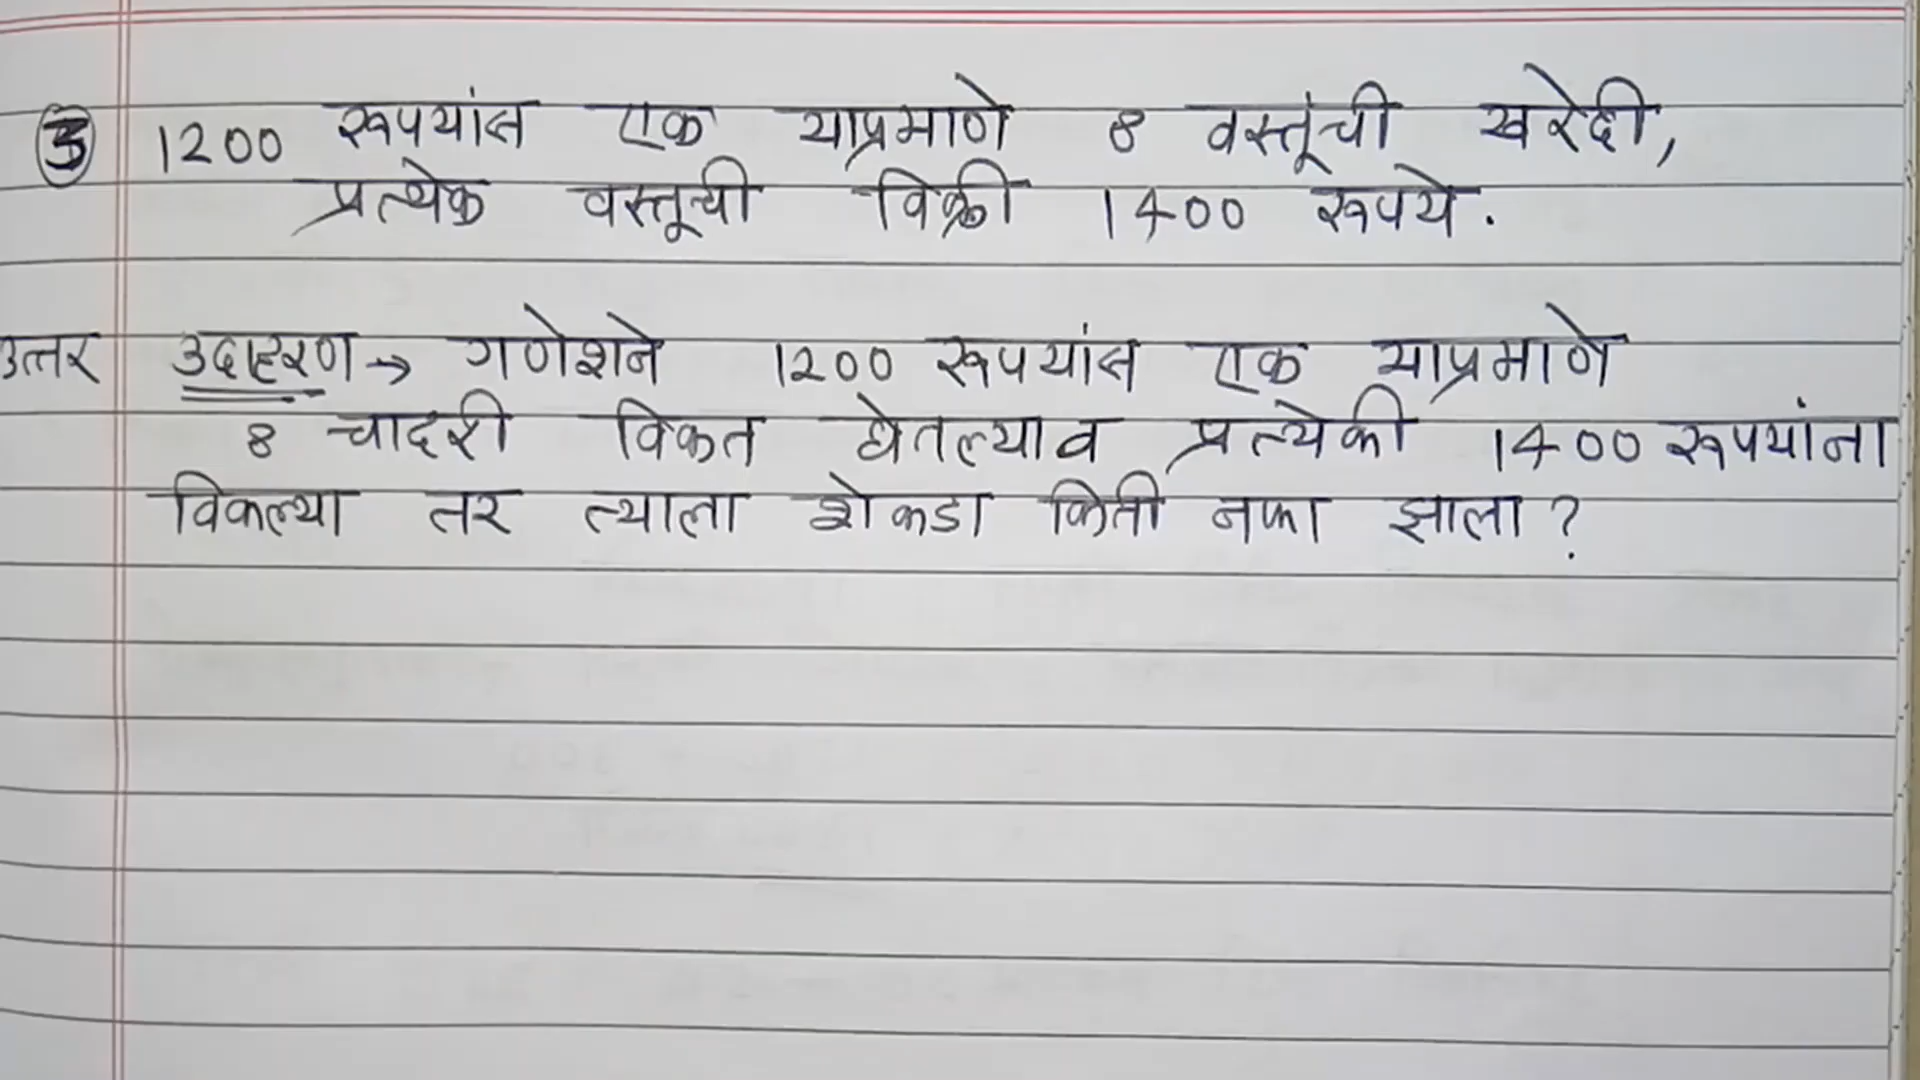 ③ 1200 रूपयांस एक याप्रमाणे 8 वस्तूंची खरेदी,
प्रत्येक वस्तूची विक्री 1400 रूपये.
उत्तर उदाहरण → गणेशने 1200 रूपयांस एक याप्रमाणे
8 चादरी विकत घेतल्या व प्रत्येकी 1400 रूपयांना
विकल्या तर त्याला शेकडा किती नफा झाला?